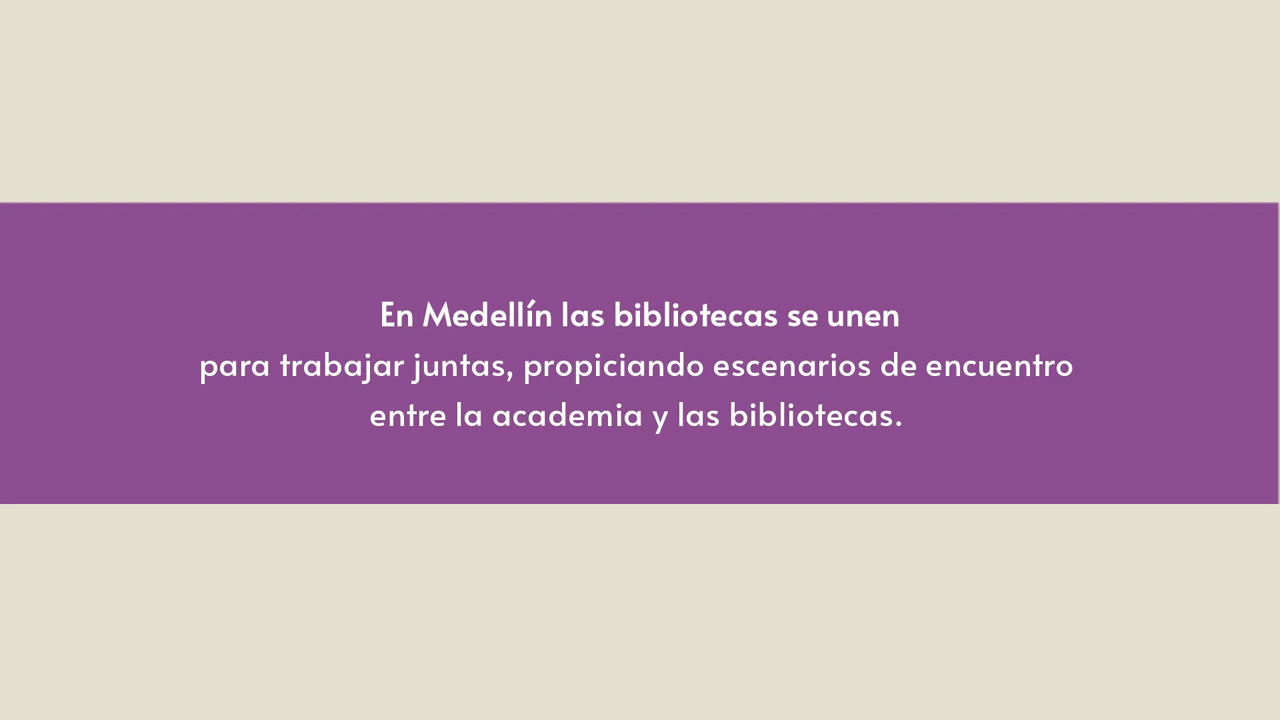 En Medellín las bibliotecas se unen
para trabajar juntas, propiciando escenarios de encuentro
entre la academia y las bibliotecas.